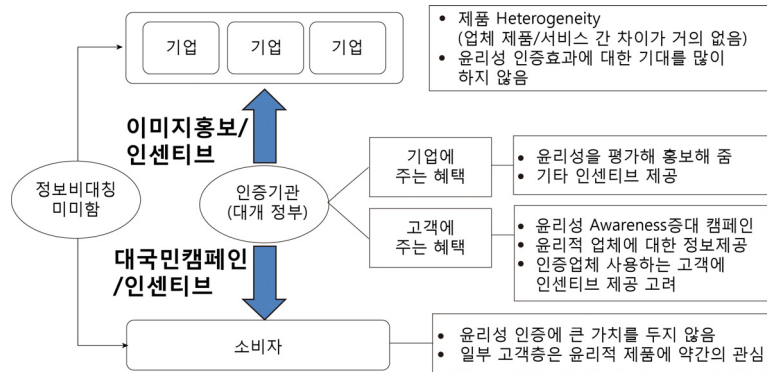 기업
기업
기업
• 제품 Heterogeneity
(업체 제품/서비스 간 차이가 거의 없음)
• 윤리성 인증효과에 대한 기대를 많이
하지 않음
이미지홍보/
인센티브
정보비대칭
미미함
인증기관
(대개 정부)
기업에
주는 혜택
• 윤리성을 평가해 홍보해 줌
• 기타 인센티브 제공
고객에
주는 혜택
• 윤리성 Awareness증대 캠페인
• 윤리적 업체에 대한 정보제공
• 인증업체 사용하는 고객에
인센티브 제공 고려
대국민캠페인
/인센티브
소비자
• 윤리성 인증에 큰 가치를 두지 않음
• 일부 고객층은 윤리적 제품에 약간의 관심